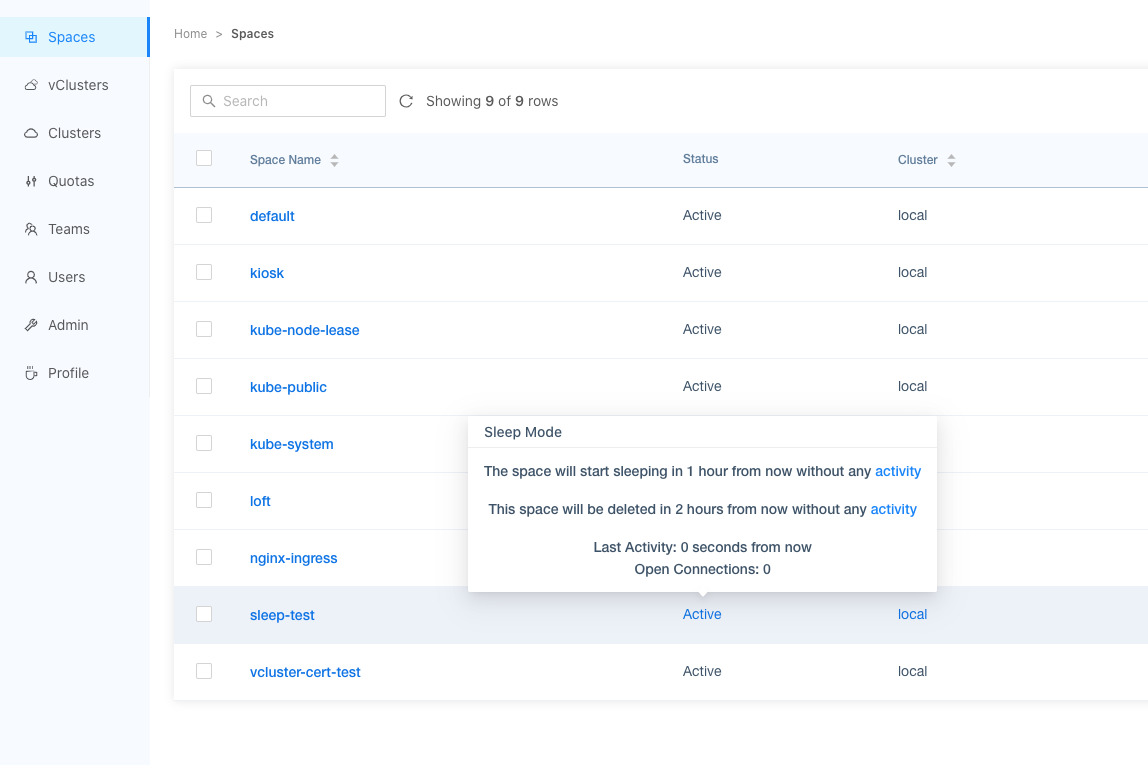 Spaces
vClusters
Clusters
Quotas
Teams
Users
Admin
Profile
Home > Spaces
Search
Showing 9 of 9 rows
Space Name Status Cluster
default Active local
kiosk Active local
kube-node-lease Active local
kube-public Active local
kube-system
loft
nginx-ingress
Sleep Mode
The space will start sleeping in 1 hour from now without any activity
This space will be deleted in 2 hours from now without any activity
Last Activity: 0 seconds from now
Open Connections: 0
sleep-test Active local
vcluster-cert-test Active local